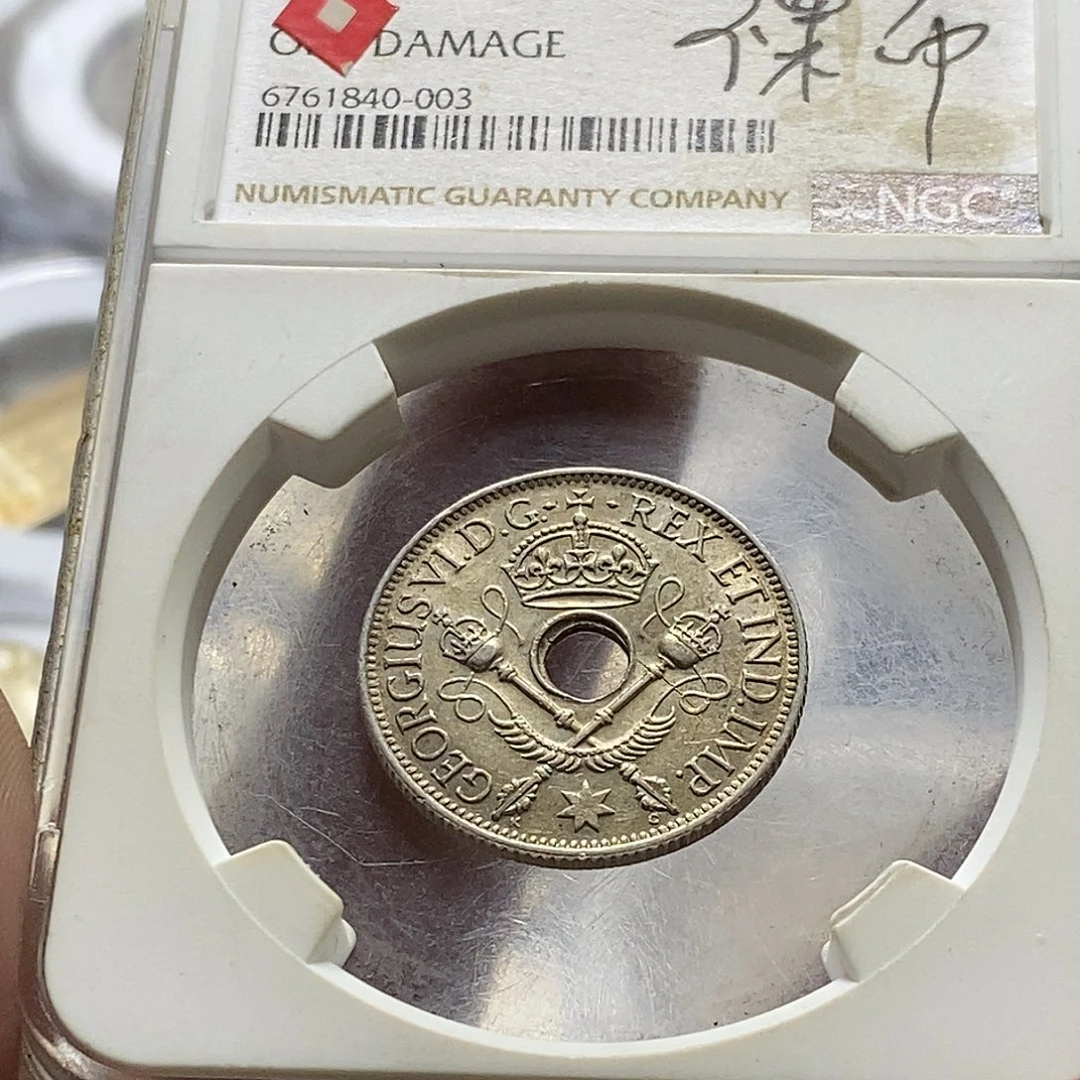 DAMAGE
6761840-003
NUMISMATIC GUARANTY COMPANY
NGC
GEORGIUS VI.D.G.·✠·REX ET IND.IMP.